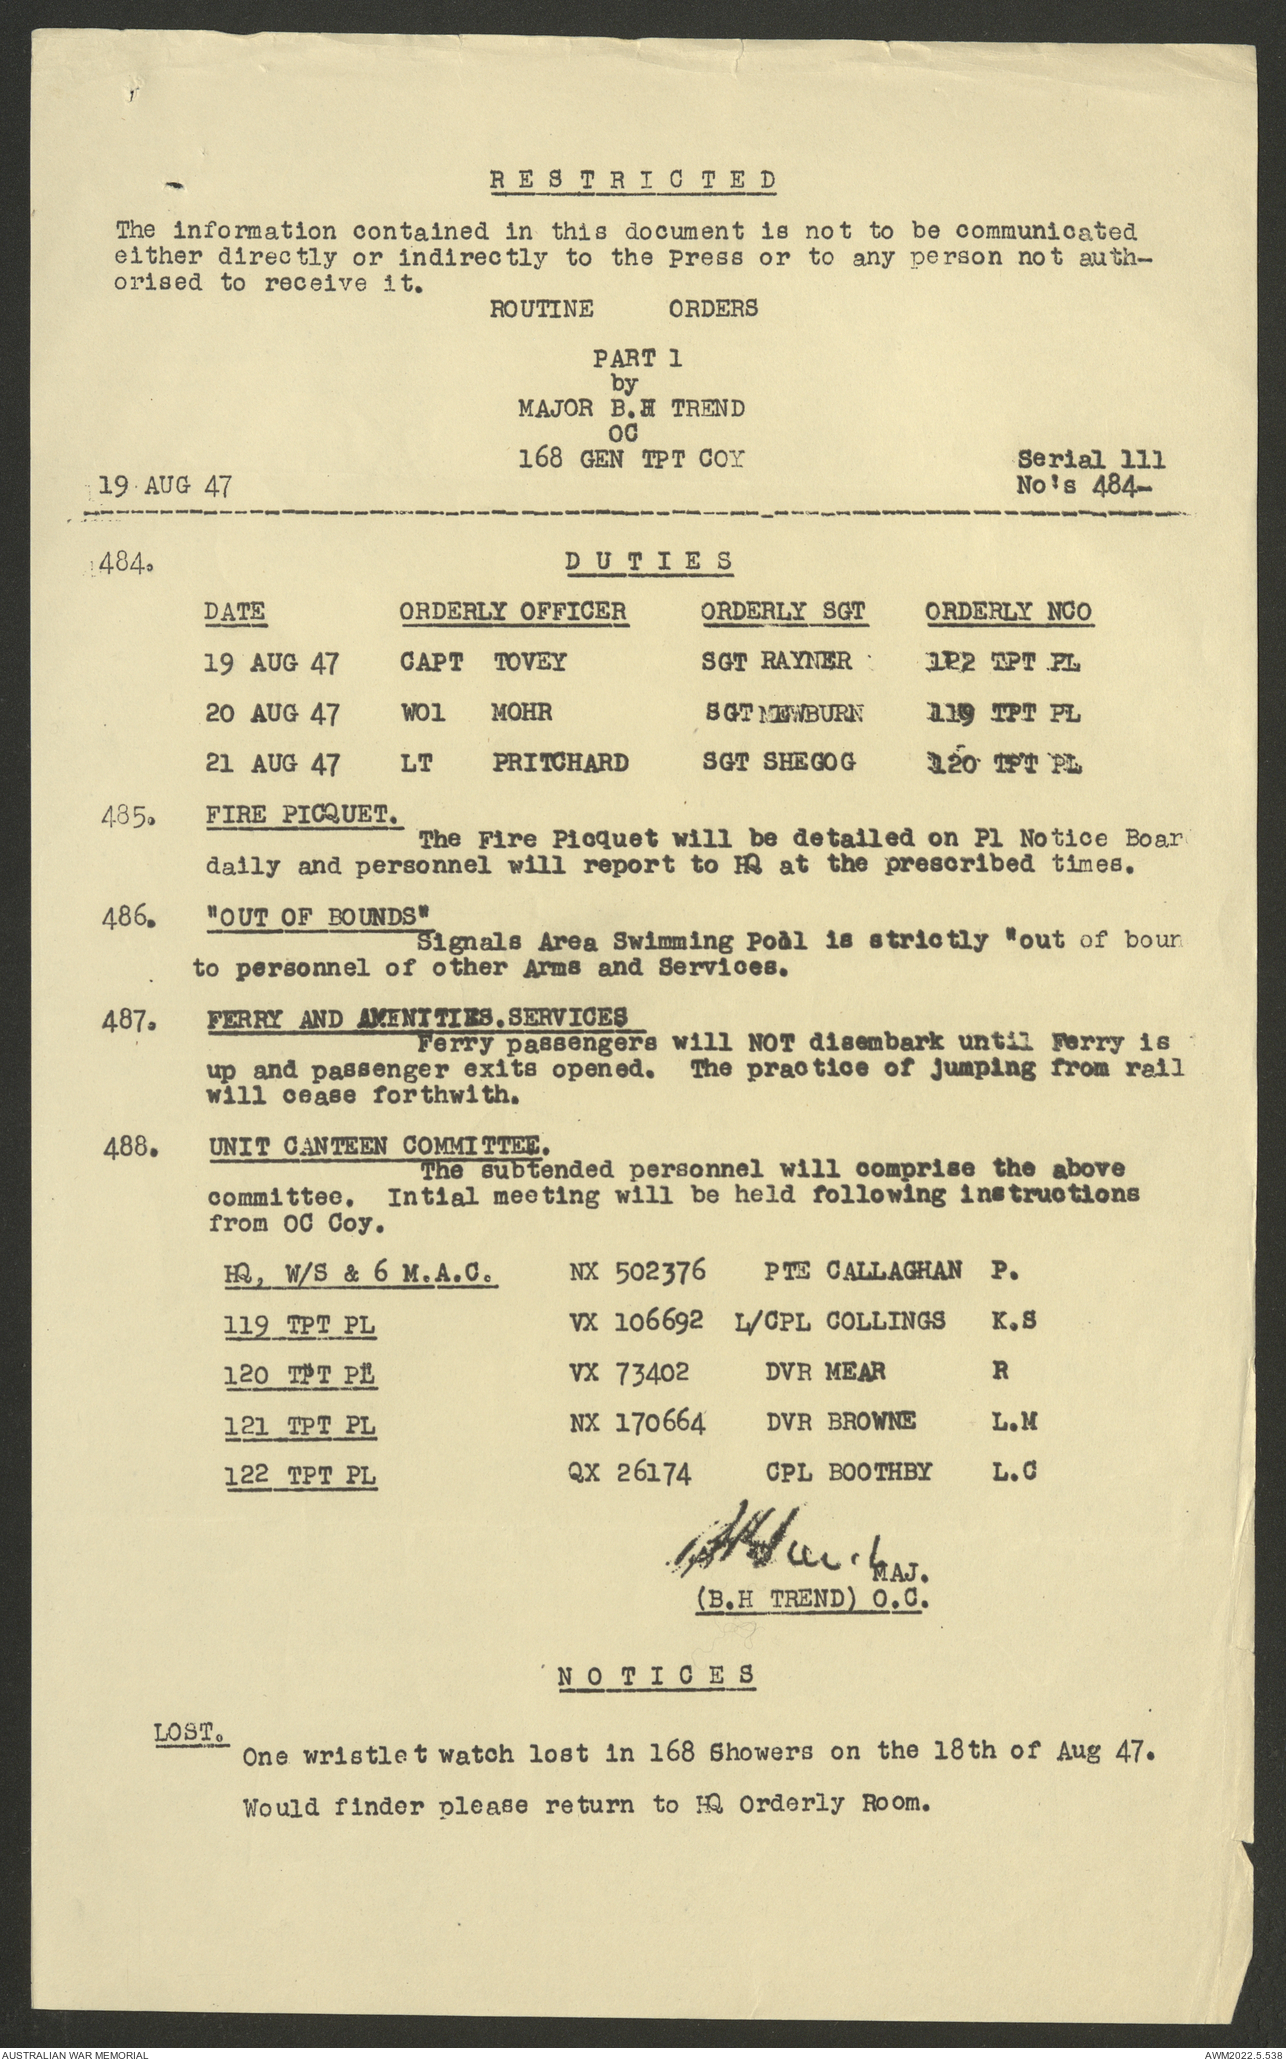 RESTRICTED
The information contained in this document is not to be communicated
either directly or indirectly to the Press or to any person not auth-
orised to receive it.
ROUTINE ORDERS
PART 1
by
MAJOR B.H TREND
OC
168 GEN TPT COY
Serial 111
19 AUG 47 No's 484-
484. DUTIES
DATE ORDERLY OFFICER ORDERLY SGT ORDERLY NCO
19 AUG 47 CAPT TOVEY SGT RAYNER 122 TPT PL
20 AUG 47 WO1 MOHR SGT NEWBURN 119 TPT PL
21 AUG 47 LT PRITCHARD SGT SHEGOG 120 TPT PL
485. FIRE PICQUET.
The Fire Picquet will be detailed on Pl Notice Boar
daily and personnel will report to HQ at the prescribed times.
486. "OUT OF BOUNDS"
Signals Area Swimming Pool is strictly "out of boun
to personnel of other Arms and Services.
487. FERRY AND AMENITIES.SERVICES
Ferry passengers will NOT disembark until Ferry is
up and passenger exits opened. The practice of jumping from rail
will cease forthwith.
488. UNIT CANTEEN COMMITTEE.
The subtended personnel will comprise the above
committee. Intial meeting will be held following instructions
from OC Coy.
HQ, W/S & 6 M.A.C. NX 502376 PTE CALLAGHAN P.
119 TPT PL VX 106692 L/CPL COLLINGS K.S
120 TPT PL VX 73402 DVR MEAR R
121 TPT PL NX 170664 DVR BROWNE L.M
122 TPT PL QX 26174 CPL BOOTHBY L.C
MAJ.
(B.H TREND) O.C.
NOTICES
LOST.
One wristlet watch lost in 168 Showers on the 18th of Aug 47.
Would finder please return to HQ Orderly Room.
AUSTRALIAN WAR MEMORIAL AWM2022.5.538